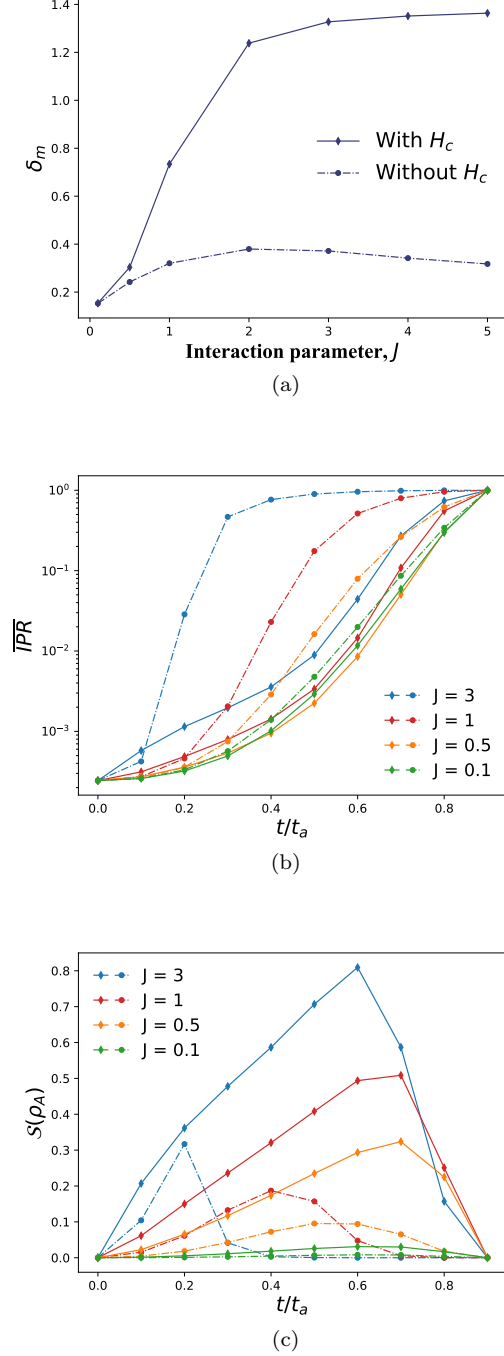 1.4
1.2
1.0
0.8
0.6
0.4
0.2
δm
With Hc
Without Hc
0 1 2 3 4 5
Interaction parameter, J
(a)
10⁰
10⁻¹
10⁻²
10⁻³
IPR
J = 3
J = 1
J = 0.5
J = 0.1
0.0 0.2 0.4 0.6 0.8
t/ta
(b)
0.8
0.7
0.6
0.5
0.4
0.3
0.2
0.1
0.0
S(ρA)
J = 3
J = 1
J = 0.5
J = 0.1
0.0 0.2 0.4 0.6 0.8
t/ta
(c)